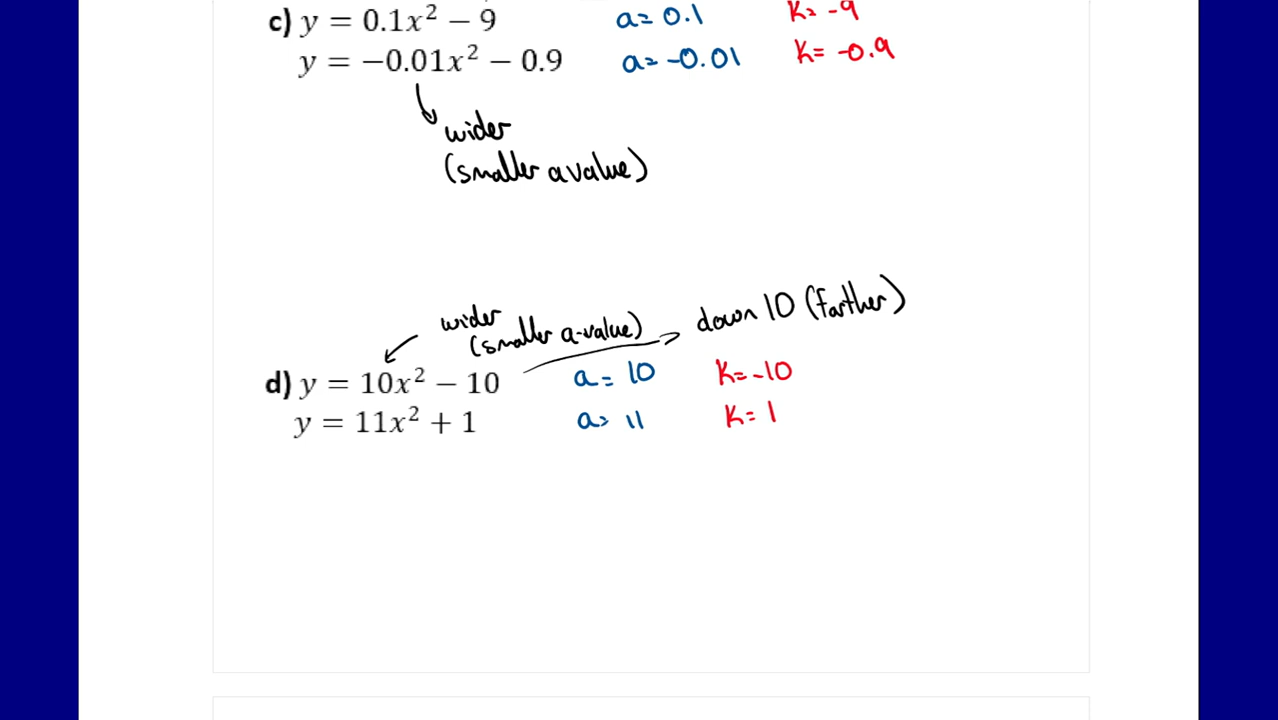 c) y = 0.1x² − 9 a = 0.1 K = -9
y = −0.01x² − 0.9 a = -0.01 K = -0.9
wider
(smaller a value)
wider
(smaller a-value)
down 10 (farther)
d) y = 10x² − 10 a = 10 K = -10
y = 11x² + 1 a = 11 K = 1